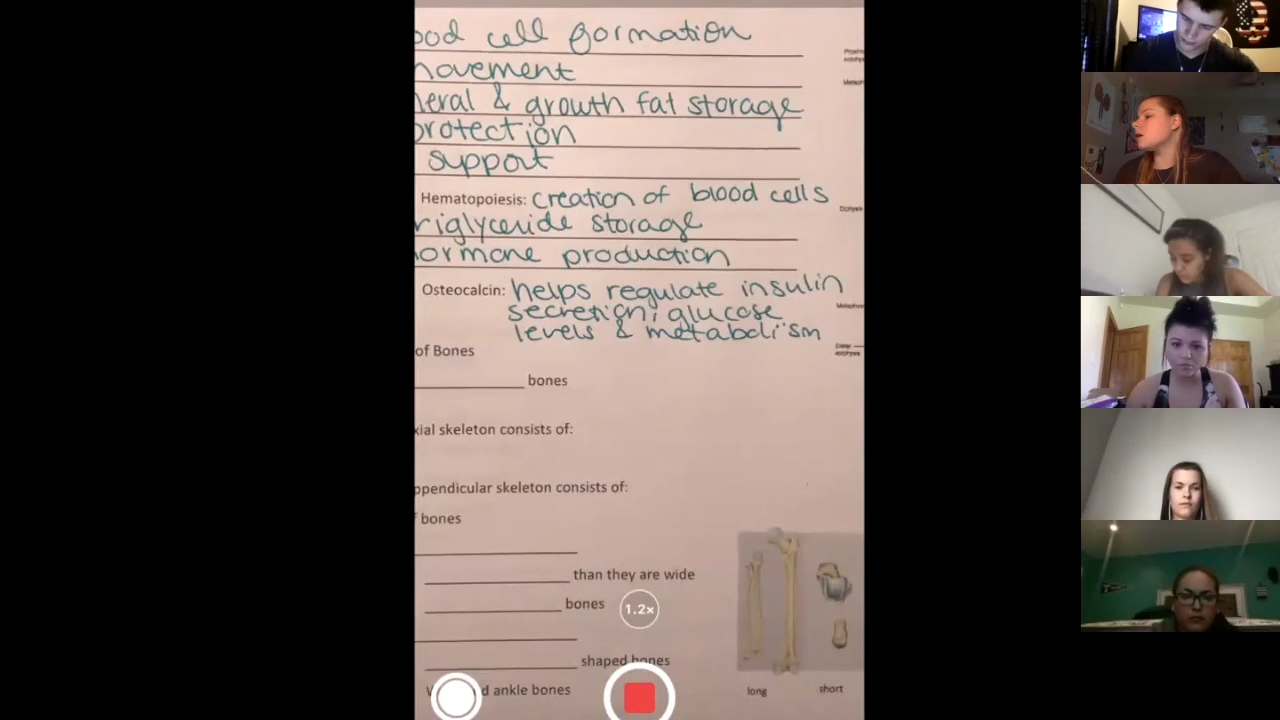 ood cell formation
movement
neral & growth fat storage
protection
support
Hematopoiesis: creation of blood cells
riglyceride storage
hormone production
Osteocalcin: helps regulate insulin
secretion, glucose
levels & metabolism
of Bones
bones
xial skeleton consists of:
ppendicular skeleton consists of:
bones
than they are wide
bones
1.2×
shaped bones
d ankle bones
long short